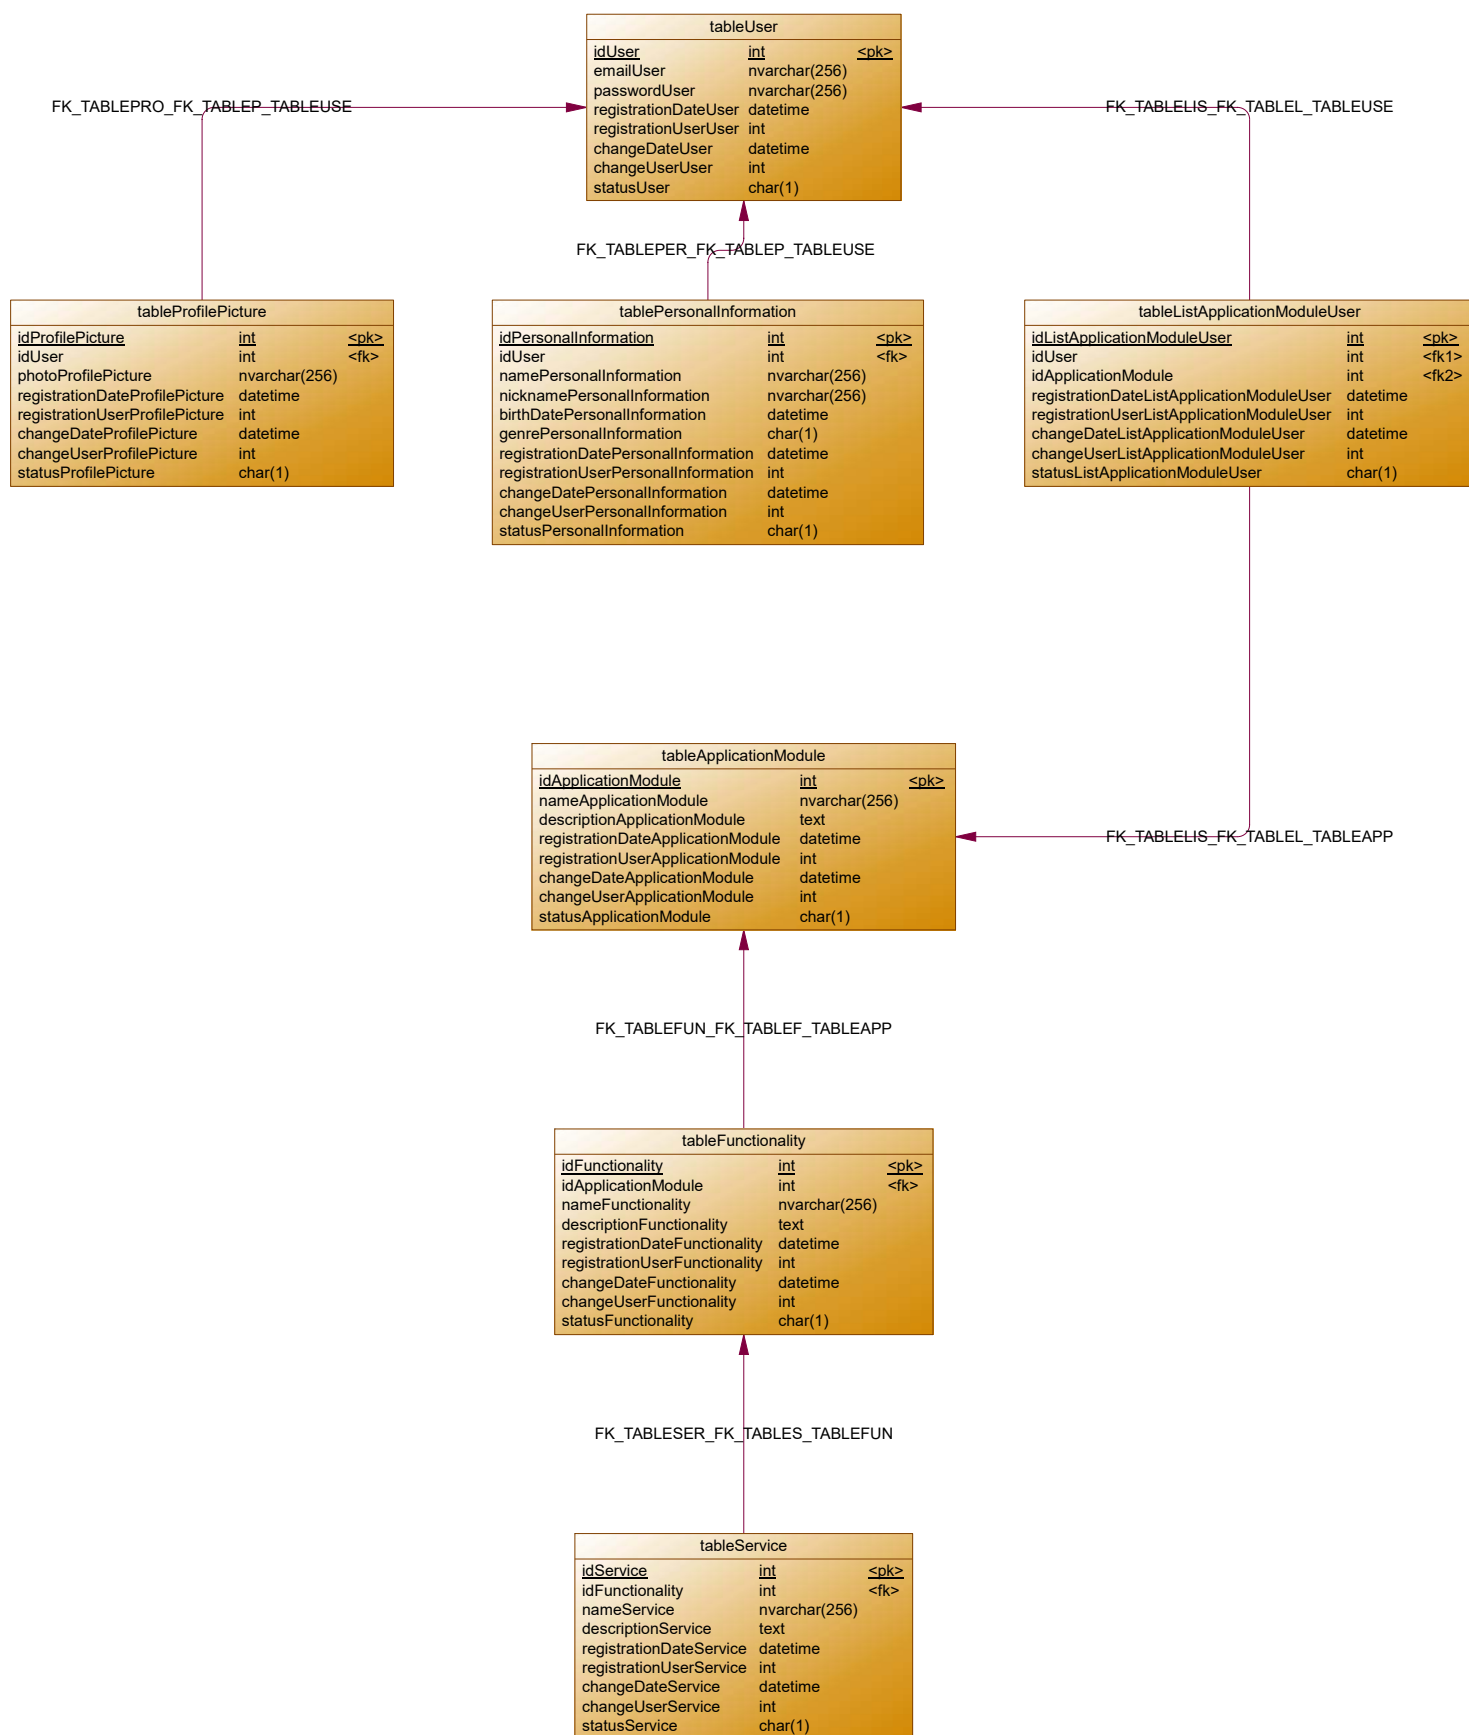 tableUser
idUser int <pk>
emailUser nvarchar(256)
passwordUser nvarchar(256)
registrationDateUser datetime
registrationUserUser int
changeDateUser datetime
changeUserUser int
statusUser char(1)
FK_TABLEPRO_FK_TABLEP_TABLEUSE
FK_TABLELIS_FK_TABLEL_TABLEUSE
FK_TABLEPER_FK_TABLEP_TABLEUSE
tableProfilePicture
idProfilePicture int <pk>
idUser int <fk>
photoProfilePicture nvarchar(256)
registrationDateProfilePicture datetime
registrationUserProfilePicture int
changeDateProfilePicture datetime
changeUserProfilePicture int
statusProfilePicture char(1)
tablePersonalInformation
idPersonalInformation int <pk>
idUser int <fk>
namePersonalInformation nvarchar(256)
nicknamePersonalInformation nvarchar(256)
birthDatePersonalInformation datetime
genrePersonalInformation char(1)
registrationDatePersonalInformation datetime
registrationUserPersonalInformation int
changeDatePersonalInformation datetime
changeUserPersonalInformation int
statusPersonalInformation char(1)
tableListApplicationModuleUser
idListApplicationModuleUser int <pk>
idUser int <fk1>
idApplicationModule int <fk2>
registrationDateListApplicationModuleUser datetime
registrationUserListApplicationModuleUser int
changeDateListApplicationModuleUser datetime
changeUserListApplicationModuleUser int
statusListApplicationModuleUser char(1)
tableApplicationModule
idApplicationModule int <pk>
nameApplicationModule nvarchar(256)
descriptionApplicationModule text
registrationDateApplicationModule datetime
registrationUserApplicationModule int
changeDateApplicationModule datetime
changeUserApplicationModule int
statusApplicationModule char(1)
FK_TABLELIS_FK_TABLEL_TABLEAPP
FK_TABLEFUN_FK_TABLEF_TABLEAPP
tableFunctionality
idFunctionality int <pk>
idApplicationModule int <fk>
nameFunctionality nvarchar(256)
descriptionFunctionality text
registrationDateFunctionality datetime
registrationUserFunctionality int
changeDateFunctionality datetime
changeUserFunctionality int
statusFunctionality char(1)
FK_TABLESER_FK_TABLES_TABLEFUN
tableService
idService int <pk>
idFunctionality int <fk>
nameService nvarchar(256)
descriptionService text
registrationDateService datetime
registrationUserService int
changeDateService datetime
changeUserService int
statusService char(1)